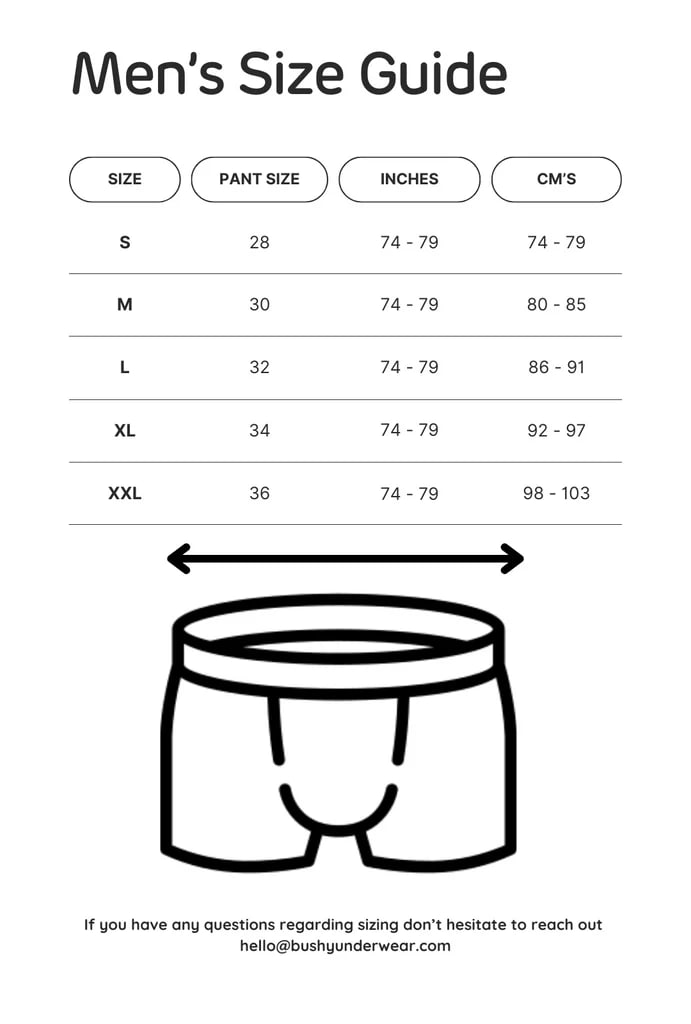 Men's Size Guide
SIZE PANT SIZE INCHES CM'S
S 28 74 - 79 74 - 79
M 30 74 - 79 80 - 85
L 32 74 - 79 86 - 91
XL 34 74 - 79 92 - 97
XXL 36 74 - 79 98 - 103
If you have any questions regarding sizing don't hesitate to reach out
hello@bushyunderwear.com